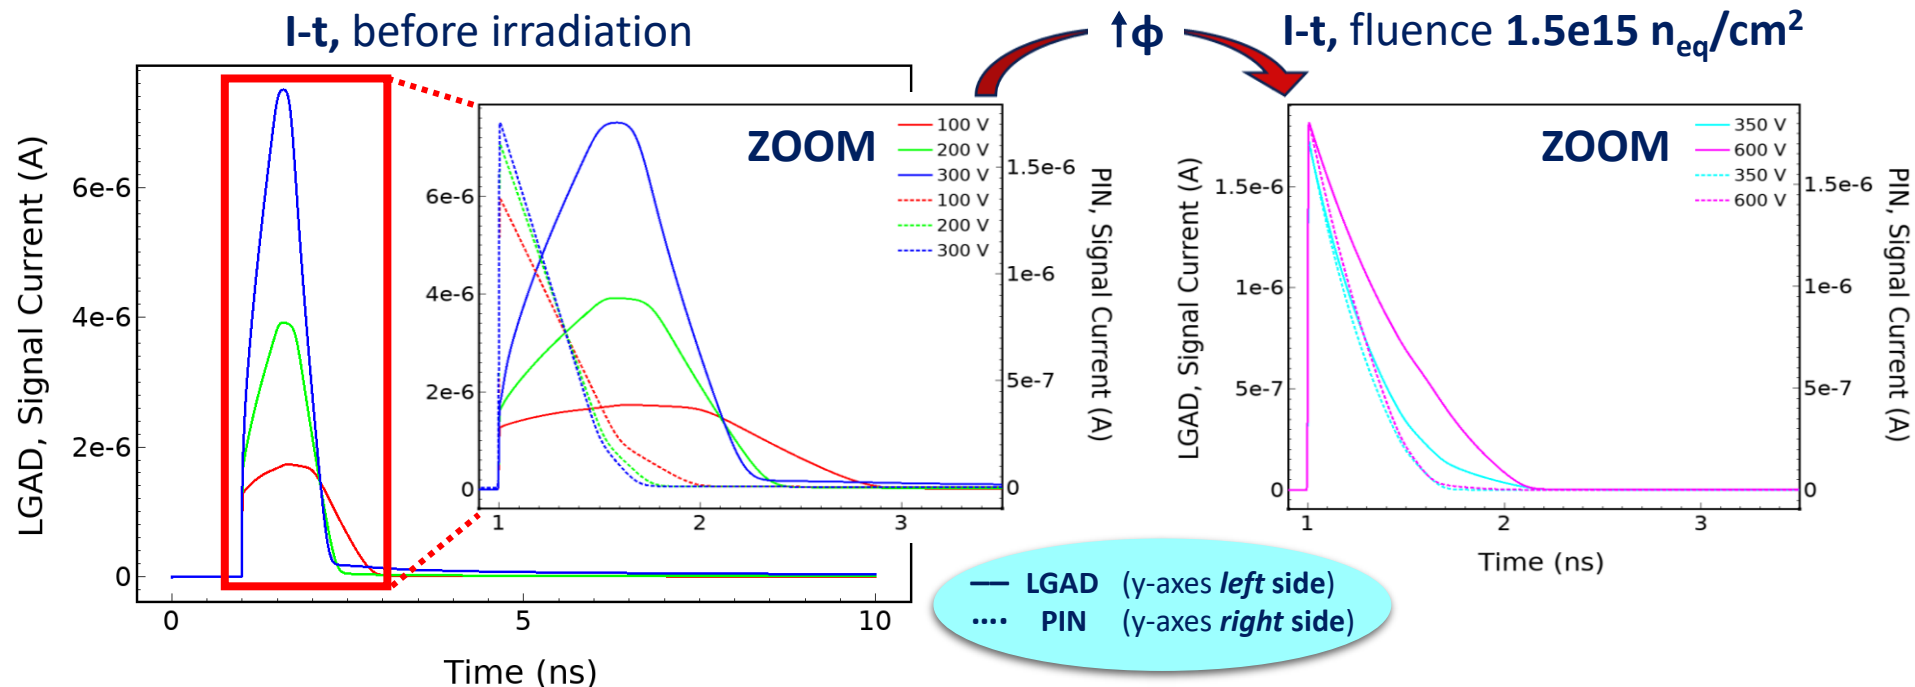 I-t, before irradiation
↑ϕ
I-t, fluence 1.5e15 n_eq/cm²
LGAD, Signal Current (A)
6e-6
4e-6
2e-6
0
0
5
10
Time (ns)
ZOOM
100 V
200 V
300 V
100 V
200 V
300 V
6e-6
4e-6
2e-6
0
1
2
3
1.5e-6
1e-6
5e-7
0
PIN, Signal Current (A)
LGAD, Signal Current (A)
ZOOM
350 V
600 V
350 V
600 V
1.5e-6
1e-6
5e-7
0
1
2
3
Time (ns)
1.5e-6
1e-6
5e-7
0
PIN, Signal Current (A)
LGAD (y-axes left side)
PIN (y-axes right side)